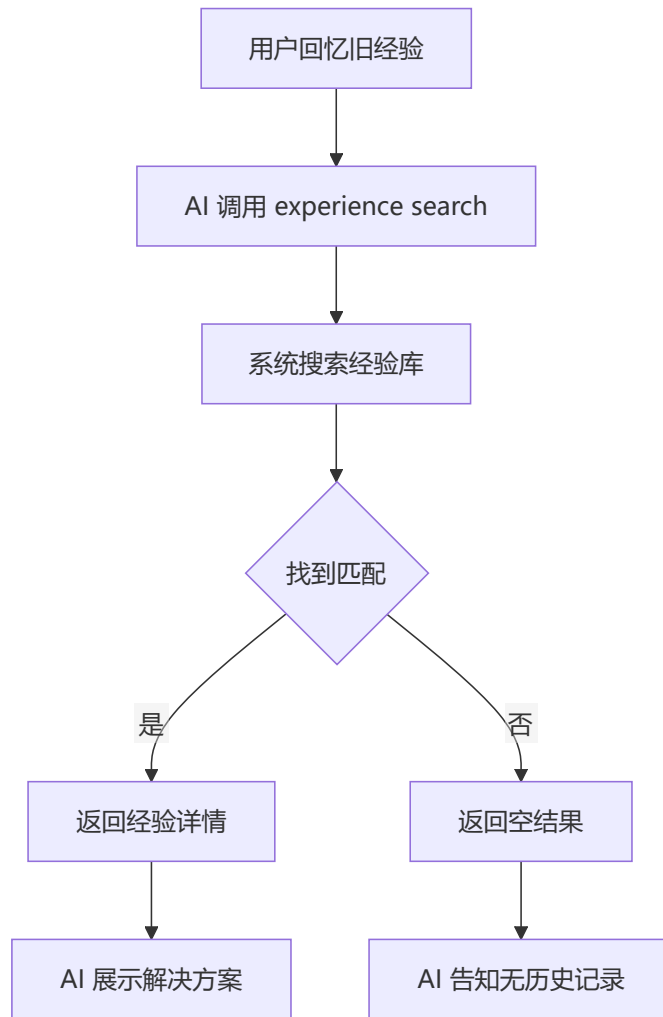 用户回忆旧经验
AI 调用 experience search
系统搜索经验库
找到匹配
是
否
返回经验详情
返回空结果
AI 展示解决方案
AI 告知无历史记录